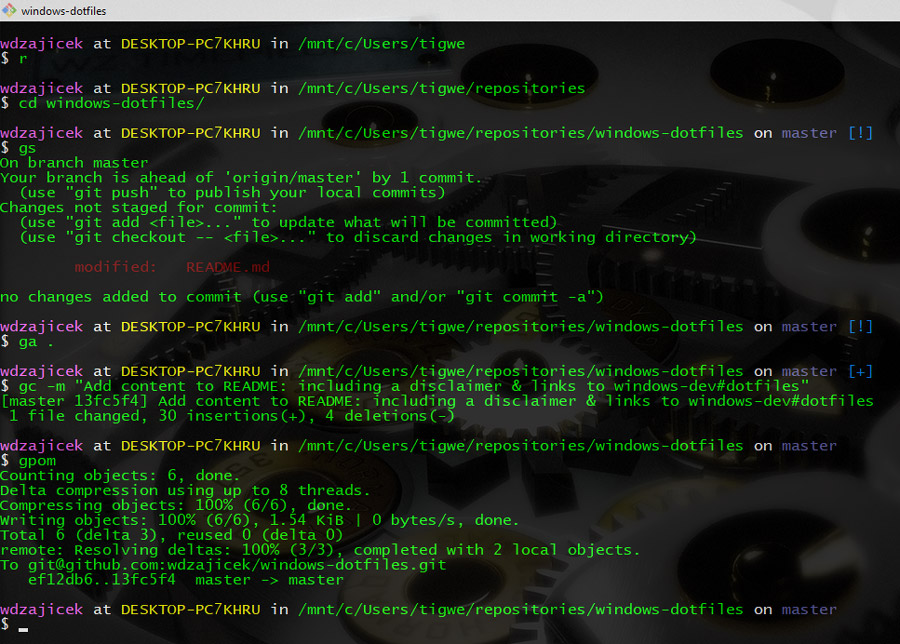 windows-dotfiles
wdzajicek at DESKTOP-PC7KHRU in /mnt/c/Users/tigwe
$ r
wdzajicek at DESKTOP-PC7KHRU in /mnt/c/Users/tigwe/repositories
$ cd windows-dotfiles/
wdzajicek at DESKTOP-PC7KHRU in /mnt/c/Users/tigwe/repositories/windows-dotfiles on master [!]
$ gs
On branch master
Your branch is ahead of 'origin/master' by 1 commit.
  (use "git push" to publish your local commits)
Changes not staged for commit:
  (use "git add <file>..." to update what will be committed)
  (use "git checkout -- <file>..." to discard changes in working directory)
        modified:   README.md
no changes added to commit (use "git add" and/or "git commit -a")
wdzajicek at DESKTOP-PC7KHRU in /mnt/c/Users/tigwe/repositories/windows-dotfiles on master [!]
$ ga .
wdzajicek at DESKTOP-PC7KHRU in /mnt/c/Users/tigwe/repositories/windows-dotfiles on master [+]
$ gc -m "Add content to README: including a disclaimer & links to windows-dev#dotfiles"
[master 13fc5f4] Add content to README: including a disclaimer & links to windows-dev#dotfiles
 1 file changed, 30 insertions(+), 4 deletions(-)
wdzajicek at DESKTOP-PC7KHRU in /mnt/c/Users/tigwe/repositories/windows-dotfiles on master
$ gpom
Counting objects: 6, done.
Delta compression using up to 8 threads.
Compressing objects: 100% (6/6), done.
Writing objects: 100% (6/6), 1.54 KiB | 0 bytes/s, done.
Total 6 (delta 3), reused 0 (delta 0)
remote: Resolving deltas: 100% (3/3), completed with 2 local objects.
To git@github.com:wdzajicek/windows-dotfiles.git
   ef12db6..13fc5f4  master -> master
wdzajicek at DESKTOP-PC7KHRU in /mnt/c/Users/tigwe/repositories/windows-dotfiles on master
$ _